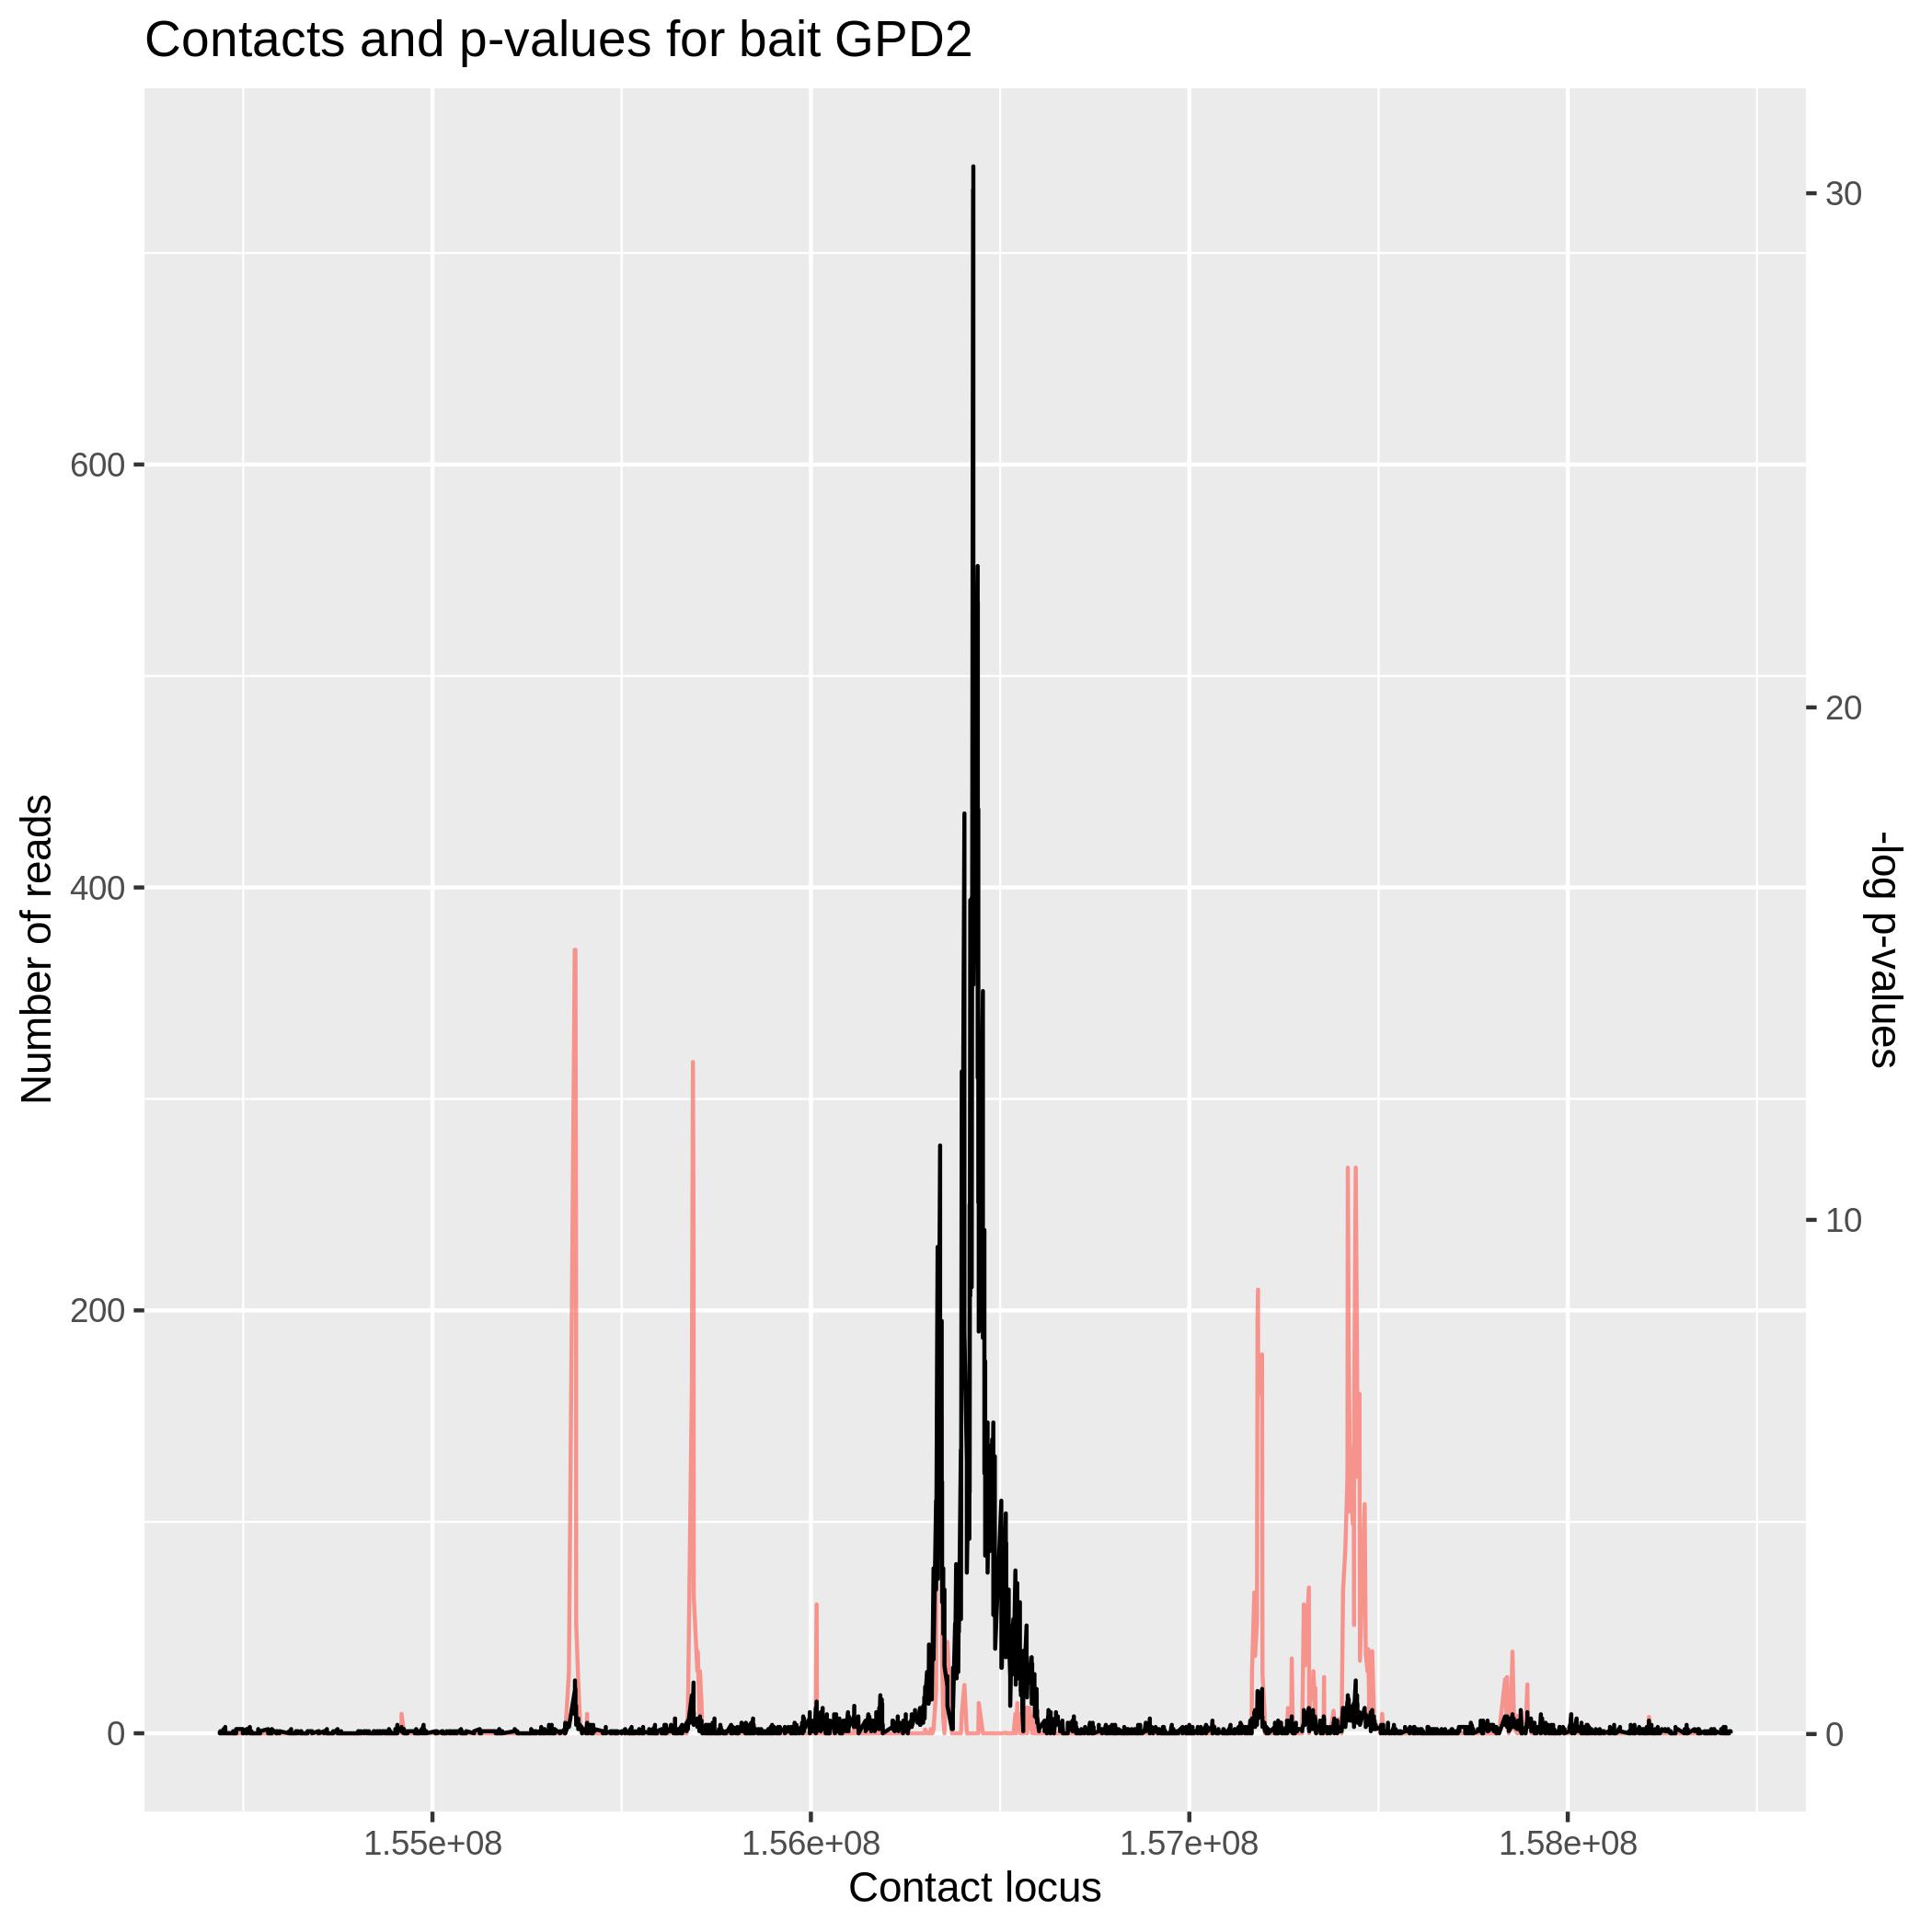 Contacts and p-values for bait GPD2
Number of reads
600
400
200
0
30
20
10
0
-log p-values
1.55e+08 1.56e+08 1.57e+08 1.58e+08
Contact locus